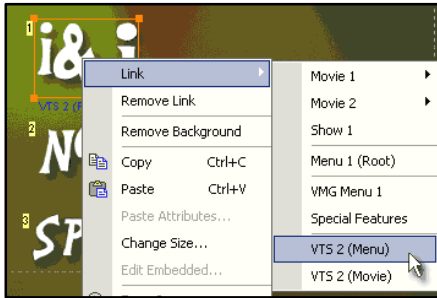 1
i& i
VTS 2 (
2
NO
3
SP
Link
Remove Link
Remove Background
Copy Ctrl+C
Paste Ctrl+V
Paste Attributes...
Change Size...
Edit Embedded...
Movie 1
Movie 2
Show 1
Menu 1 (Root)
VMG Menu 1
Special Features
VTS 2 (Menu)
VTS 2 (Movie)